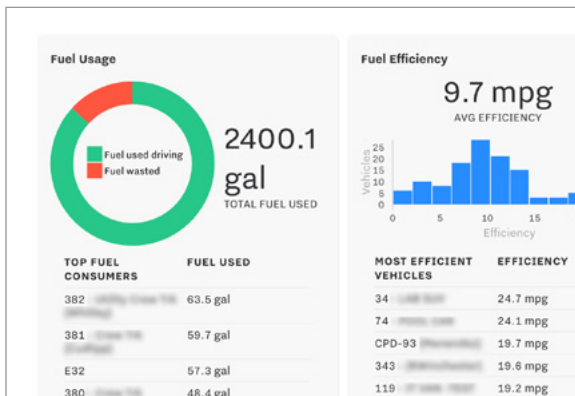 Fuel Usage
Fuel used driving
Fuel wasted
2400.1
gal
TOTAL FUEL USED
TOP FUEL
CONSUMERS
FUEL USED
382
63.5 gal
381
59.7 gal
E32 57.3 gal
380
48.4 gal
Fuel Efficiency
9.7 mpg
AVG EFFICIENCY
Vehicles
25
20
15
10
5
0
0 5 10 15
Efficiency
MOST EFFICIENT
VEHICLES
EFFICIENCY
34 24.7 mpg
74 24.1 mpg
CPD-93 19.7 mpg
343 19.6 mpg
119 19.2 mpg